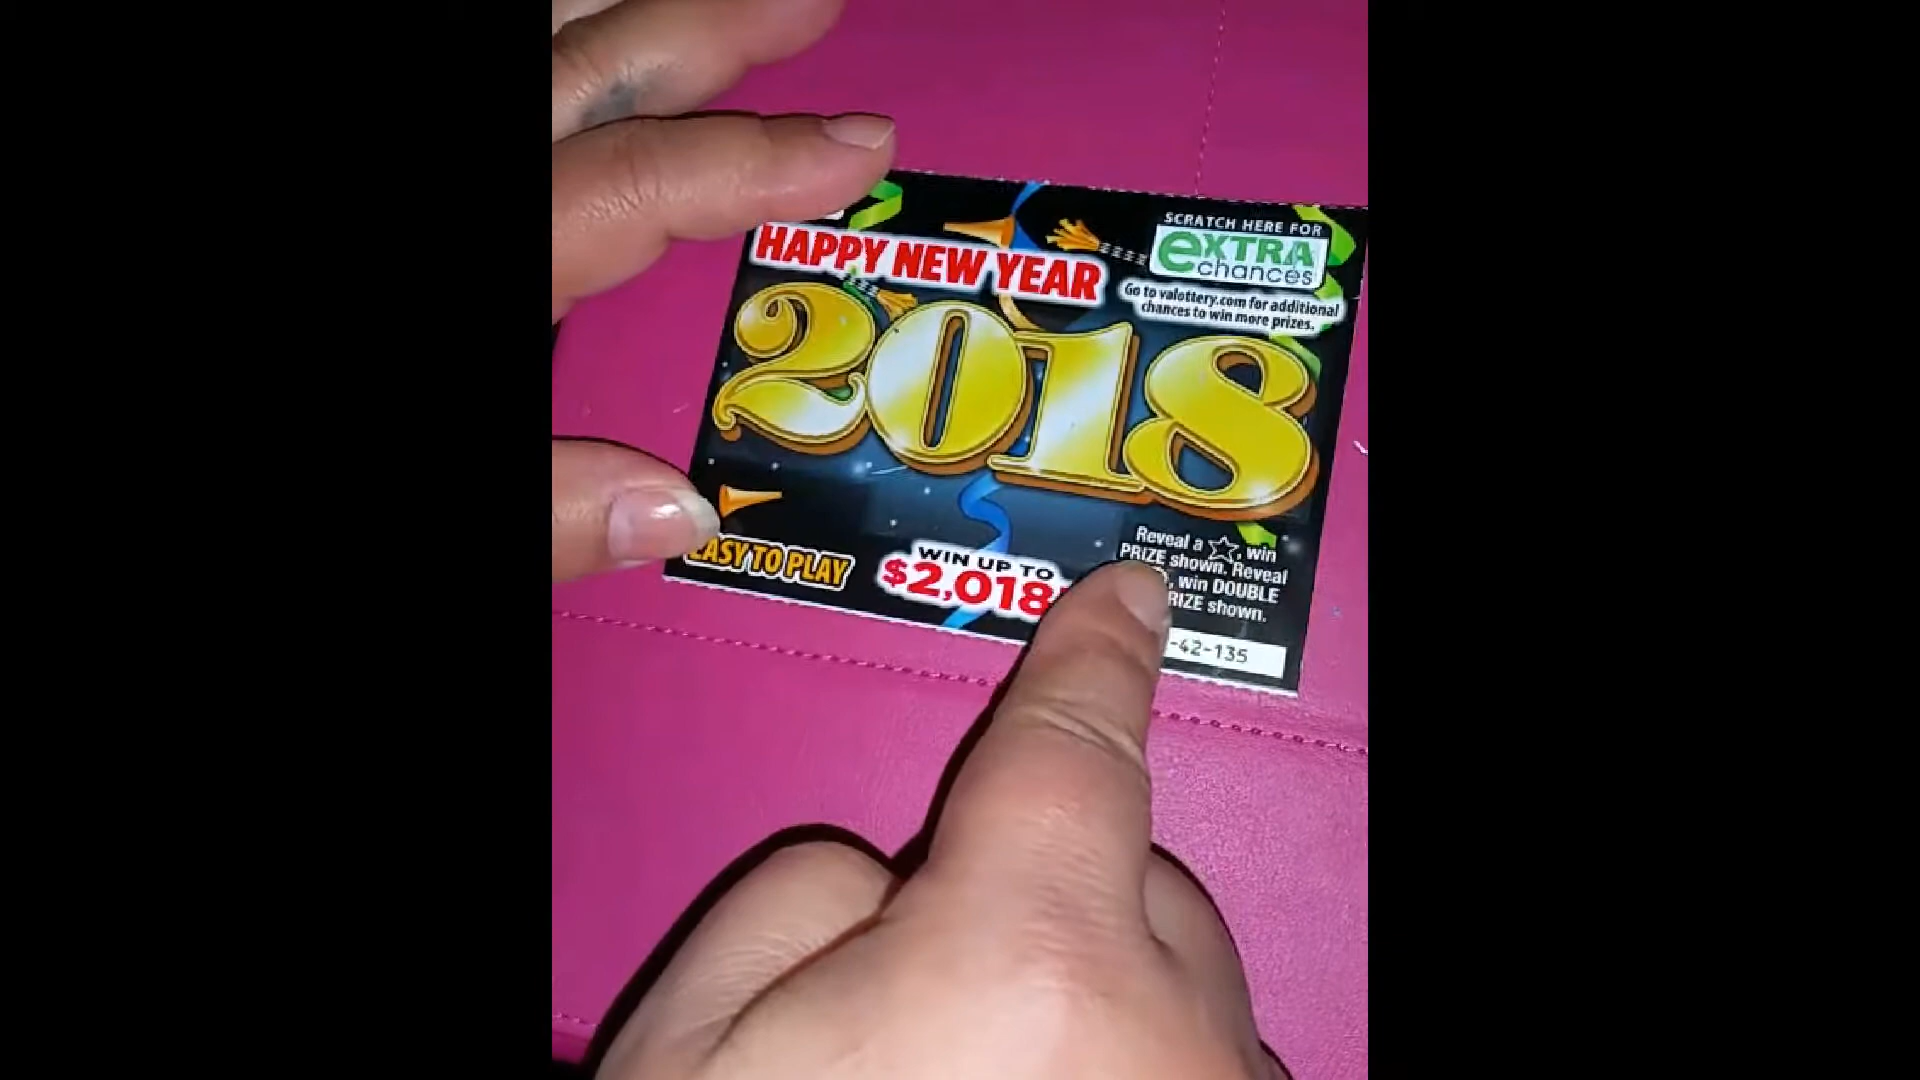 HAPPY NEW YEAR
2018
SCRATCH HERE FOR
eXTRA
chances
Go to valottery.com for additional
chances to win more prizes.
EASY TO PLAY
WIN UP TO
$2,018
Reveal a ☆, win
PRIZE shown. Reveal
, win DOUBLE
PRIZE shown.
-42-135